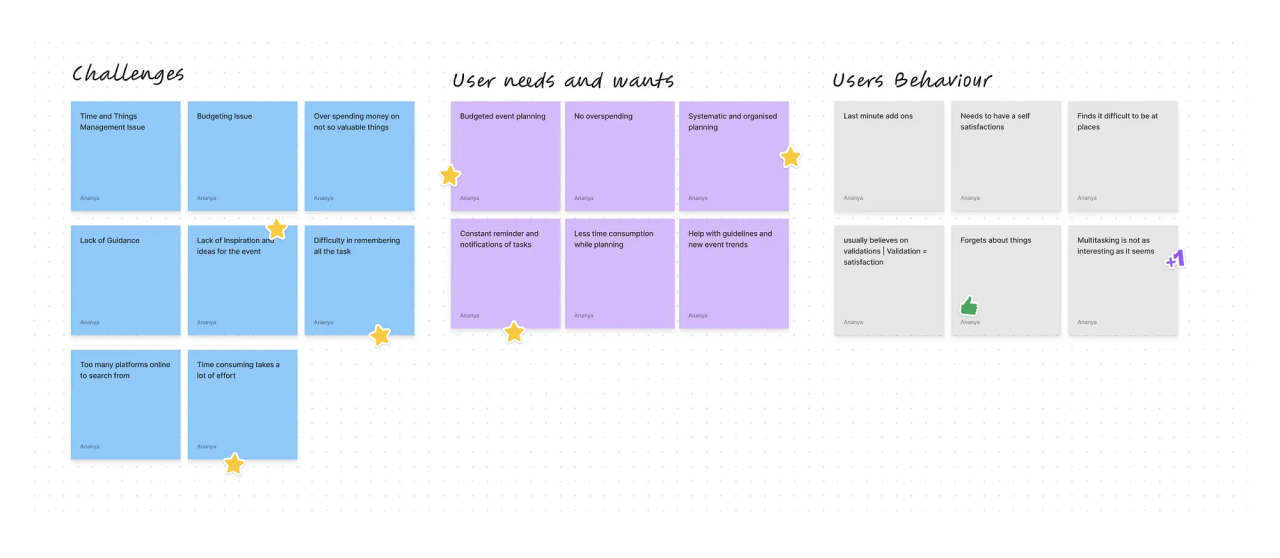 Challenges
Time and Things
Management Issue
Ananya
Budgeting Issue
Ananya
Over spending money on
not so valuable things
Ananya
Lack of Guidance
Ananya
Lack of Inspiration and
ideas for the event
Ananya
Difficulty in remembering
all the task
Ananya
Too many platforms online
to search from
Ananya
Time consuming takes a
lot of effort
Ananya
User needs and wants
Budgeted event planning
Ananya
No overspending
Ananya
Systematic and organised
planning
Ananya
Constant reminder and
notifications of tasks
Ananya
Less time consumption
while planning
Ananya
Help with guidelines and
new event trends
Ananya
Users Behaviour
Last minute add ons
Ananya
Needs to have a self
satisfactions
Ananya
Finds it difficult to be at
places
Ananya
usually believes on
validations | Validation =
satisfaction
Ananya
Forgets about things
Ananya
Multitasking is not as
interesting as it seems
+1
Ananya